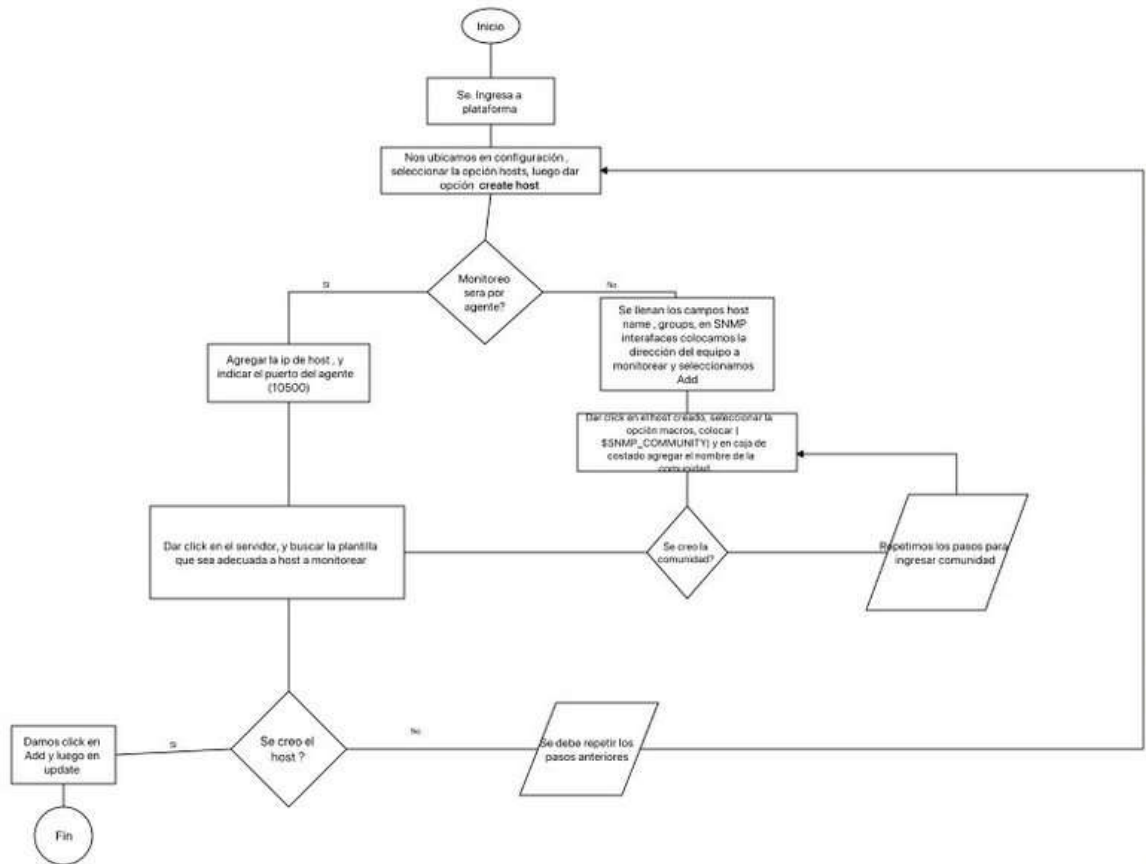 Inicio
Se. Ingresa a
plataforma
Nos ubicamos en configuración ,
seleccionar la opción hosts, luego dar
opción create host
Monitoreo
sera por
agente?
Si
No
Se llenan los campos host
name , groups, en SNMP
interafaces colocamos la
dirección del equipo a
monitorear y seleccionamos
Add
Agregar la ip de host , y
indicar el puerto del agente
(10500)
Dar click en el host creado, seleccionar la
opción macros, colocar (
$SNMP_COMMUNITY) y en caja de
costado agregar el nombre de la
comunidad
Dar click en el servidor, y buscar la plantilla
que sea adecuada a host a monitorear
Se creo la
comunidad?
Repetimos los pasos para
ingresar comunidad
Se creo el
host ?
Si
No
Se debe repetir los
pasos anteriores
Damos click en
Add y luego en
update
Fin